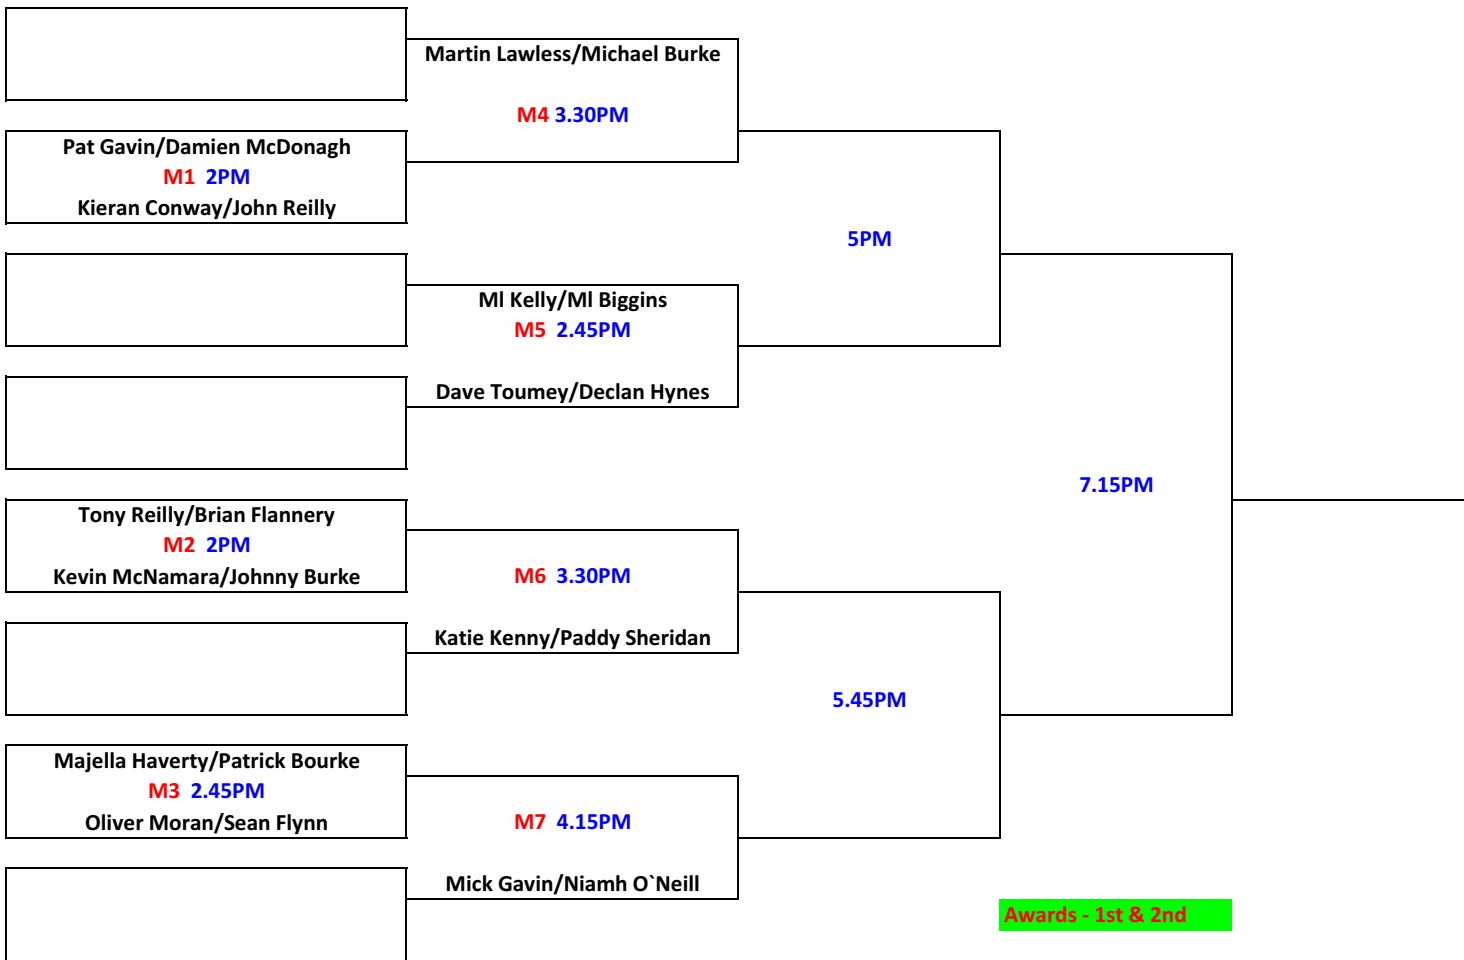 Martin Lawless/Michael Burke
M4 3.30PM
Pat Gavin/Damien McDonagh
M1 2PM
Kieran Conway/John Reilly
5PM
Ml Kelly/Ml Biggins
M5 2.45PM
Dave Toumey/Declan Hynes
7.15PM
Tony Reilly/Brian Flannery
M2 2PM
Kevin McNamara/Johnny Burke
M6 3.30PM
Katie Kenny/Paddy Sheridan
5.45PM
Majella Haverty/Patrick Bourke
M3 2.45PM
Oliver Moran/Sean Flynn
M7 4.15PM
Mick Gavin/Niamh O`Neill
Awards - 1st & 2nd